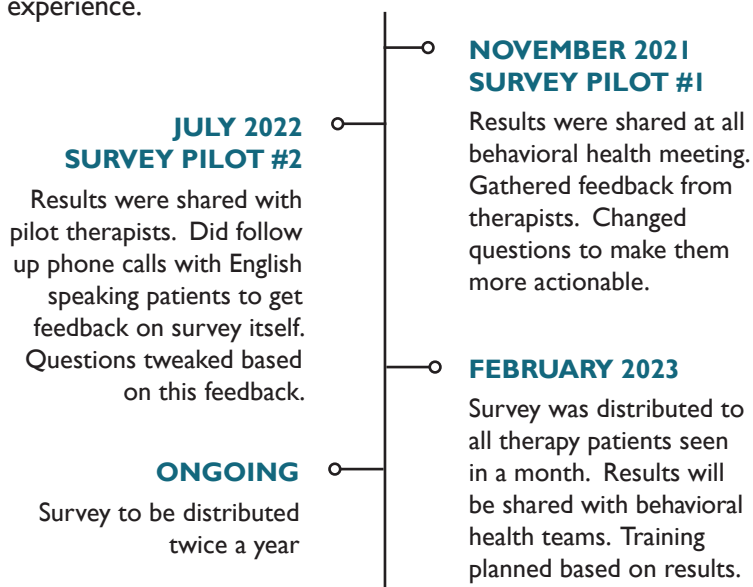 experience.
NOVEMBER 2021
SURVEY PILOT #1
Results were shared at all
behavioral health meeting.
Gathered feedback from
therapists.  Changed
questions to make them
more actionable.
JULY 2022
SURVEY PILOT #2
Results were shared with
pilot therapists.  Did follow
up phone calls with English
speaking patients to get
feedback on survey itself.
Questions tweaked based
on this feedback.
FEBRUARY 2023
Survey was distributed to
all therapy patients seen
in a month.  Results will
be shared with behavioral
health teams. Training
planned based on results.
ONGOING
Survey to be distributed
twice a year